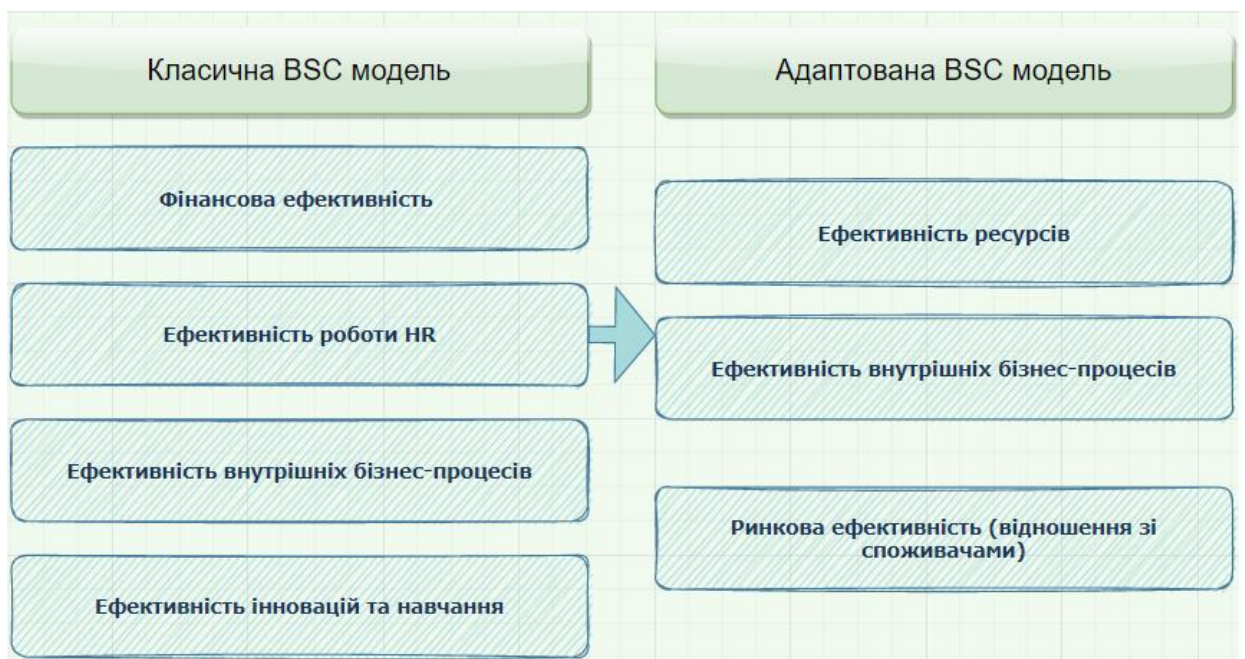 Класична BSC модель
Адаптована BSC модель
Фінансова ефективність
Ефективність роботи HR
Ефективність внутрішніх бізнес-процесів
Ефективність інновацій та навчання
Ефективність ресурсів
Ефективність внутрішніх бізнес-процесів
Ринкова ефективність (відношення зі
споживачами)